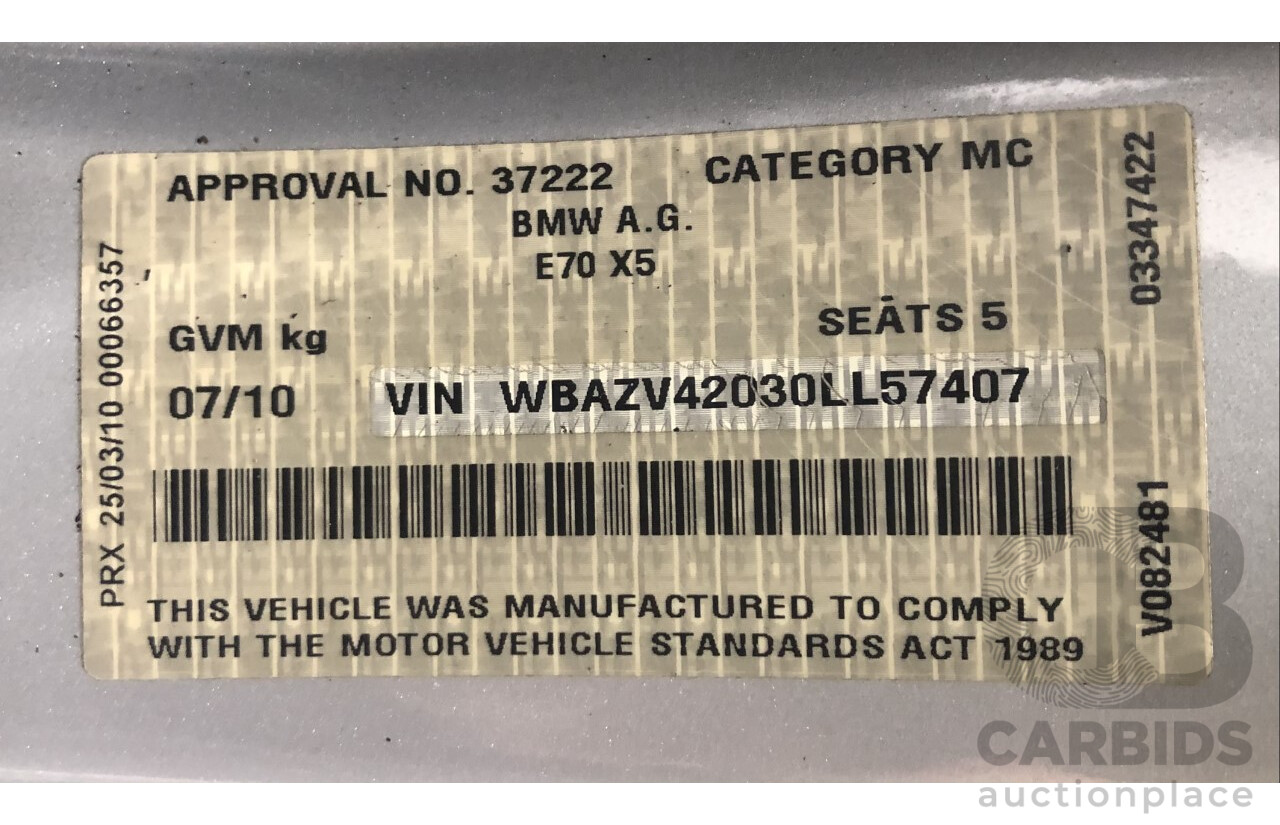 APPROVAL NO. 37222 CATEGORY MC
BMW A.G.
E70 X5
GVM kg SEATS 5
07/10 VIN WBAZV42030LL57407
THIS VEHICLE WAS MANUFACTURED TO COMPLY
WITH THE MOTOR VEHICLE STANDARDS ACT 1989
PRX 25/03/10 00066357
03347422
V082481
CB
CARBIDS
auctionplace